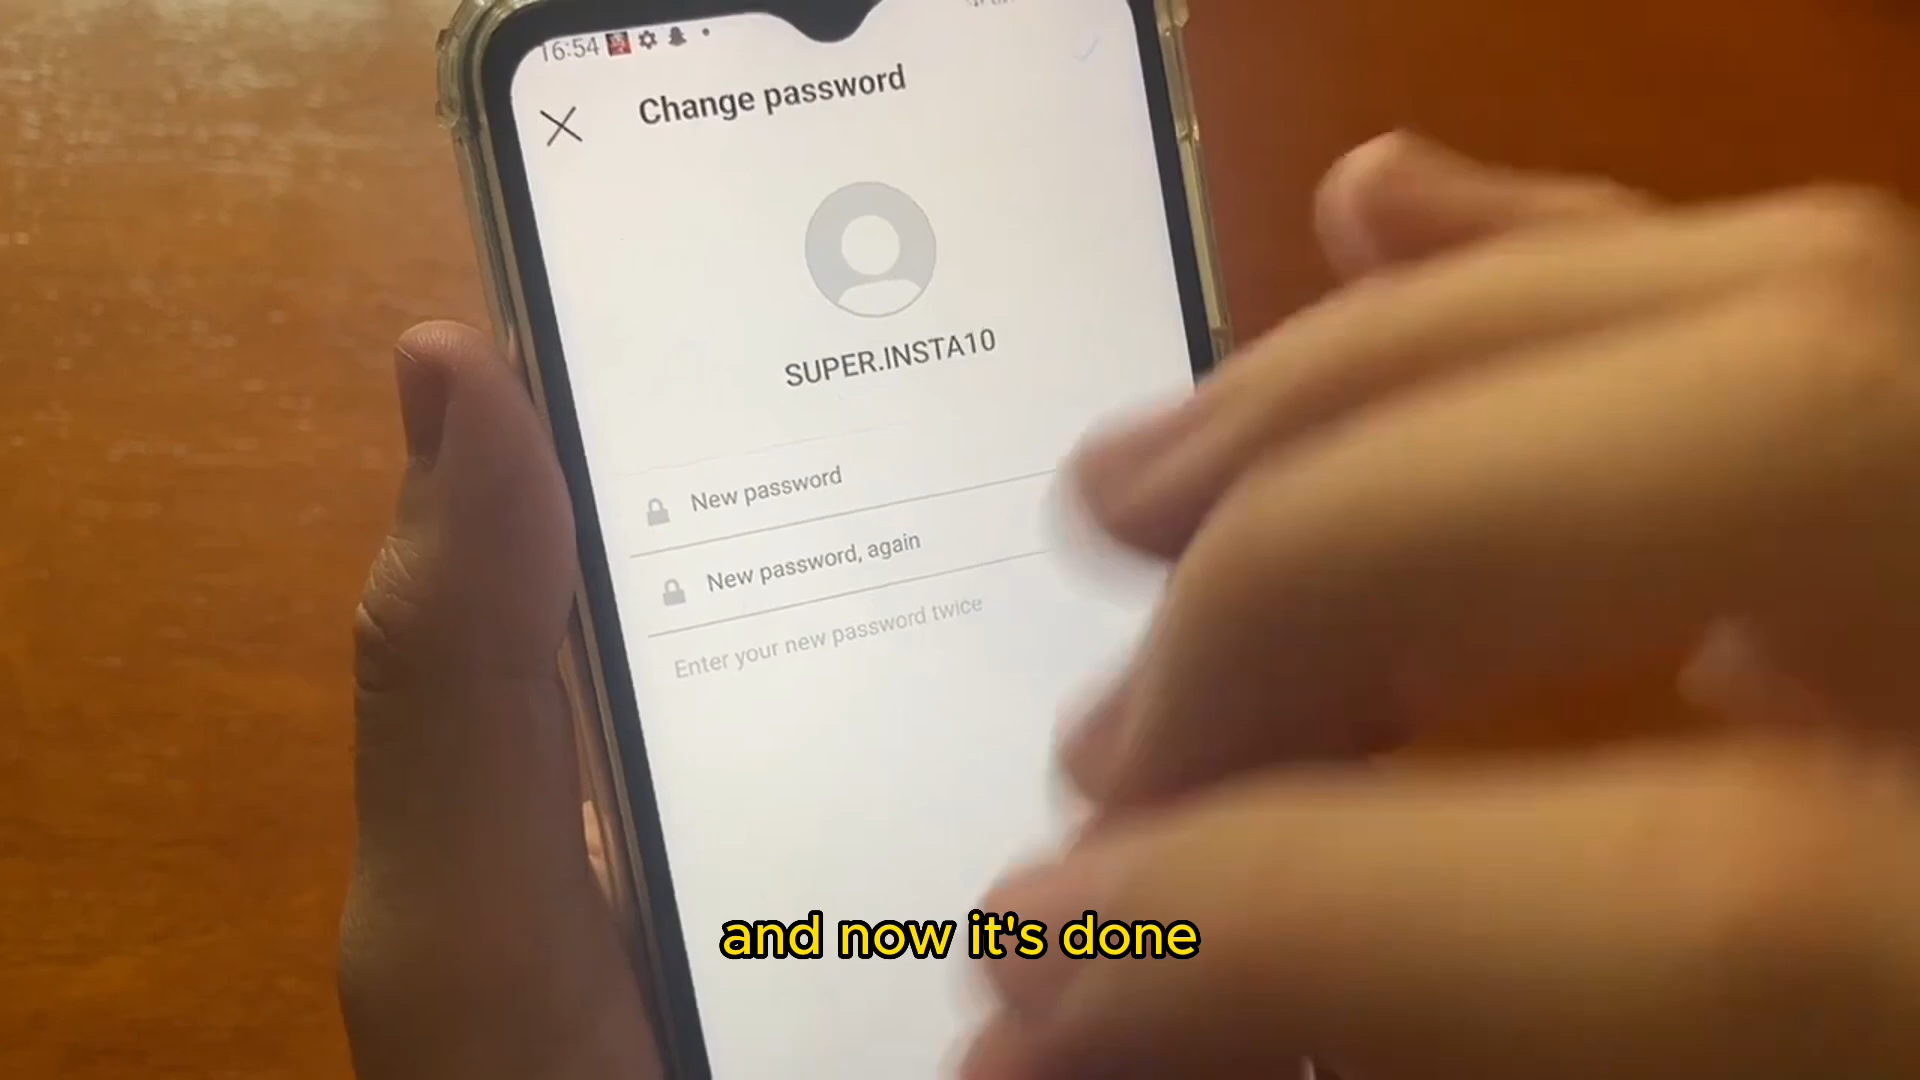 16:54
Change password
SUPER.INSTA10
New password
New password, again
Enter your new password twice
and now it's done